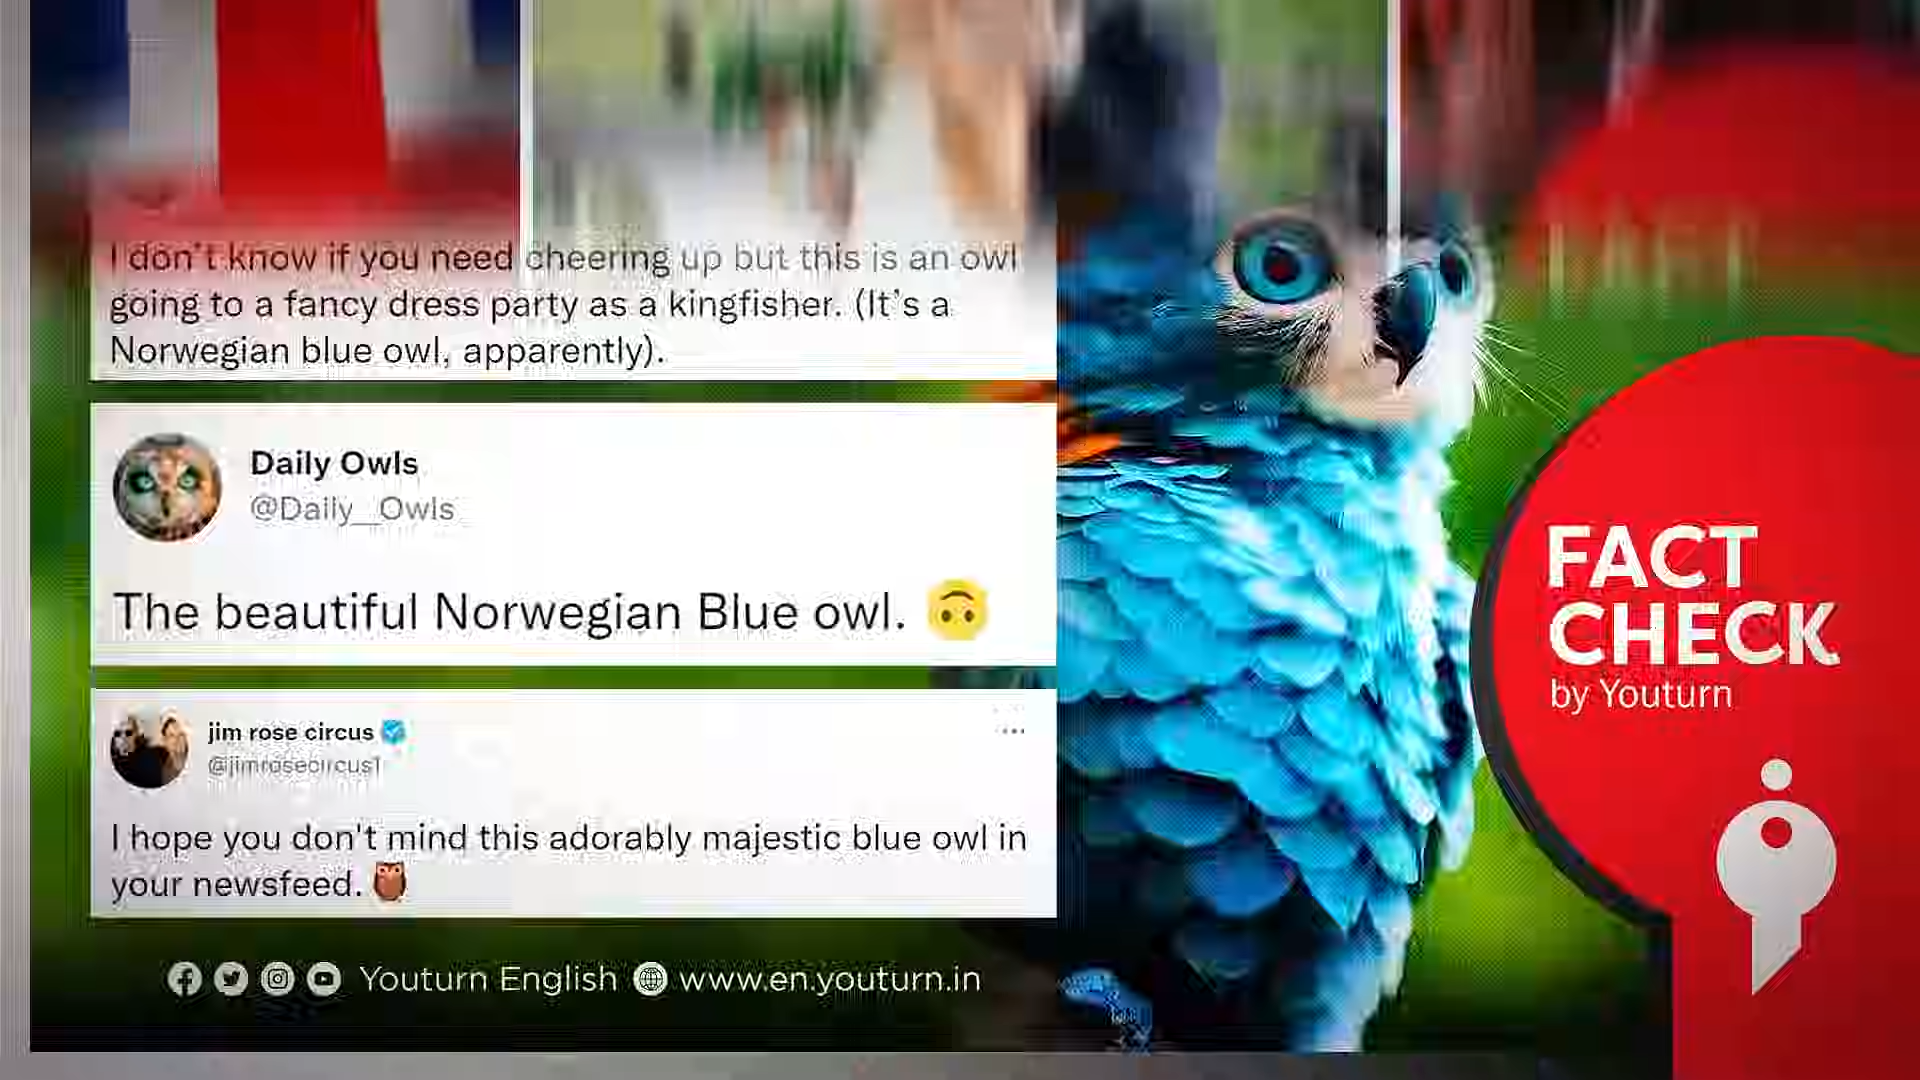 I don't know if you need cheering up but this is an owl
going to a fancy dress party as a kingfisher. (It's a
Norwegian blue owl, apparently).
Daily Owls
@Daily__Owls
The beautiful Norwegian Blue owl. 🙃
jim rose circus
@jimrosecircus1
I hope you don't mind this adorably majestic blue owl in
your newsfeed. 🦉
FACT
CHECK
by Youturn
Youturn English www.en.youturn.in